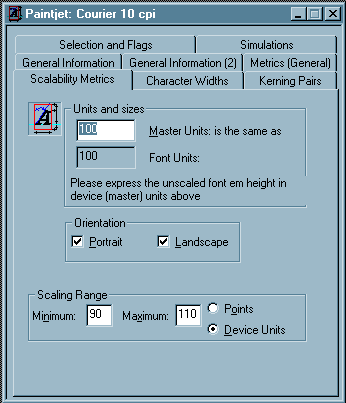 Paintjet: Courier 10 cpi
Selection and Flags Simulations
General Information General Information (2) Metrics (General)
Scalability Metrics Character Widths Kerning Pairs
Units and sizes
100 Master Units: is the same as
100 Font Units:
Please express the unscaled font em height in
device (master) units above
Orientation
Portrait Landscape
Scaling Range
Minimum: 90 Maximum: 110 Points
Device Units